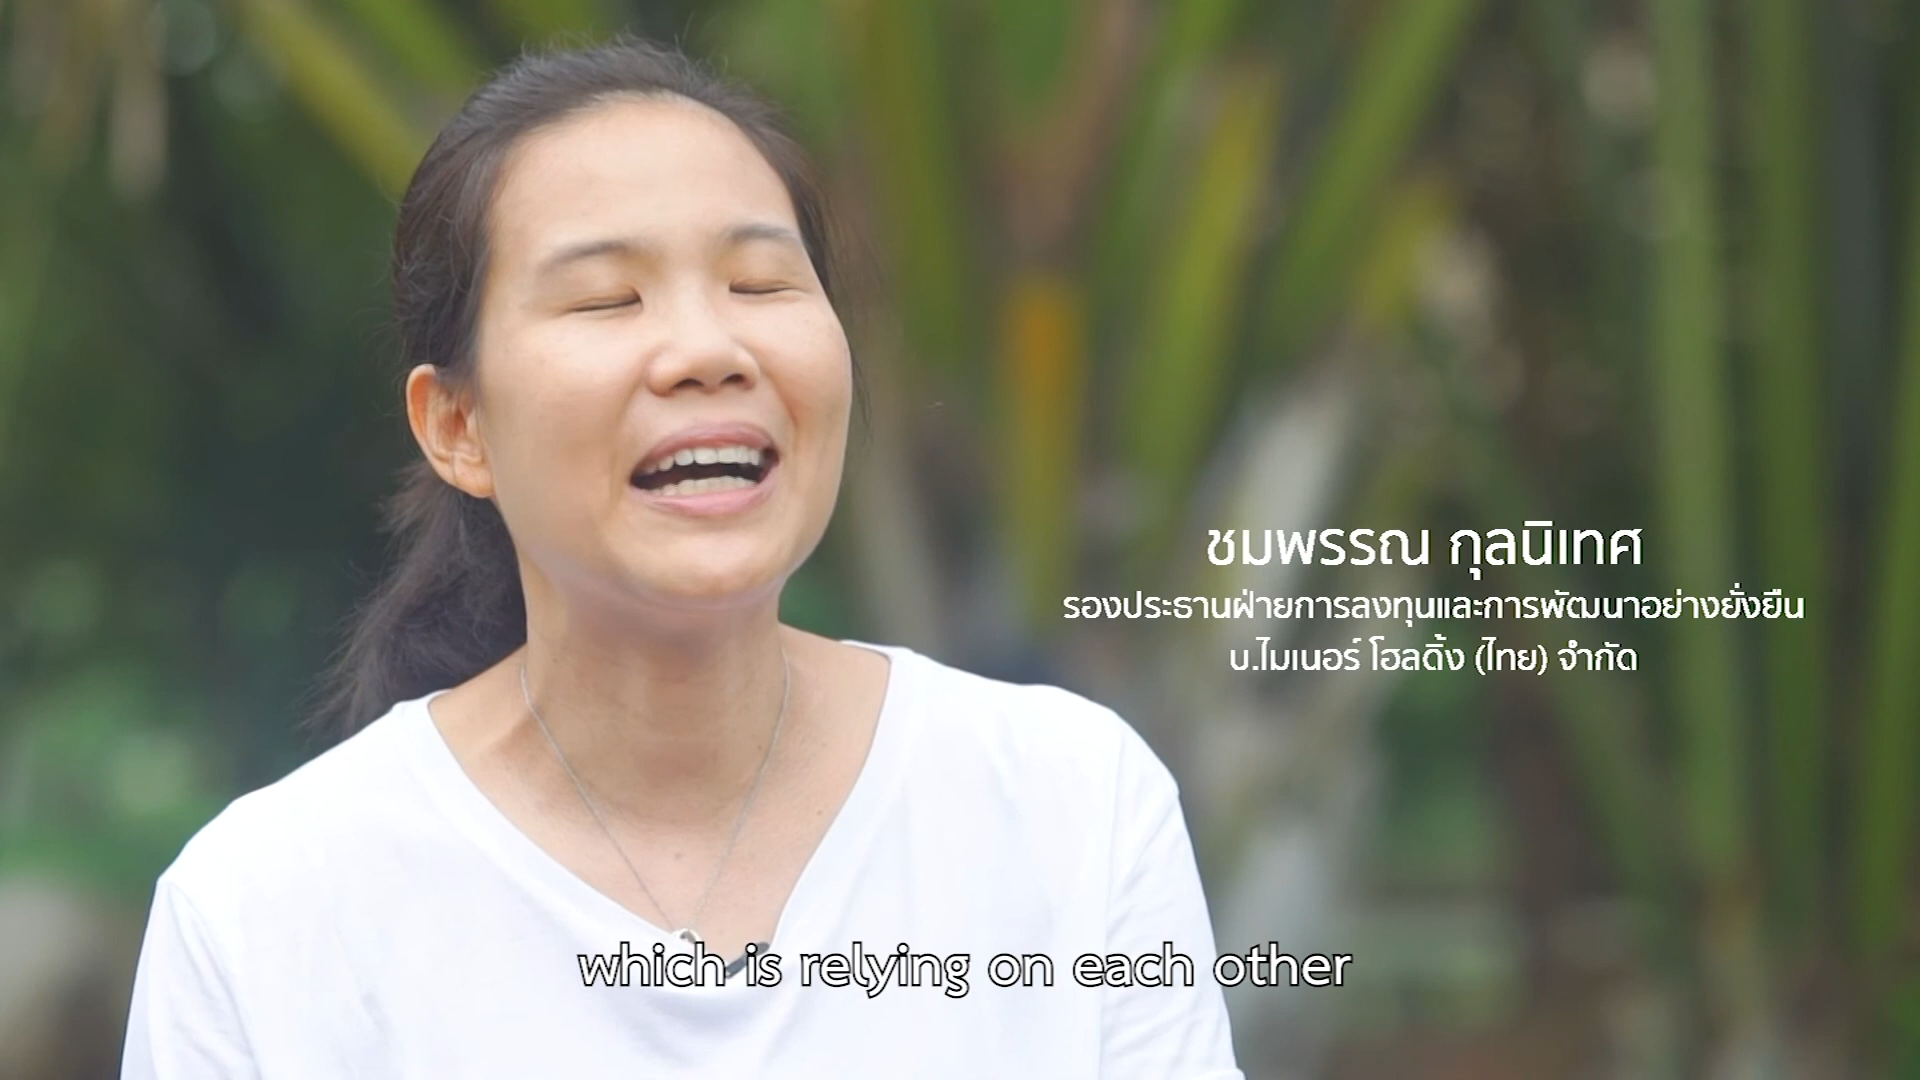 ชมพรรณ กุลนิเทศ
รองประธานฝ่ายการลงทุนและการพัฒนาอย่างยั่งยืน
บ.ไมเนอร์ โฮลดิ้ง (ไทย) จำกัด
which is relying on each other